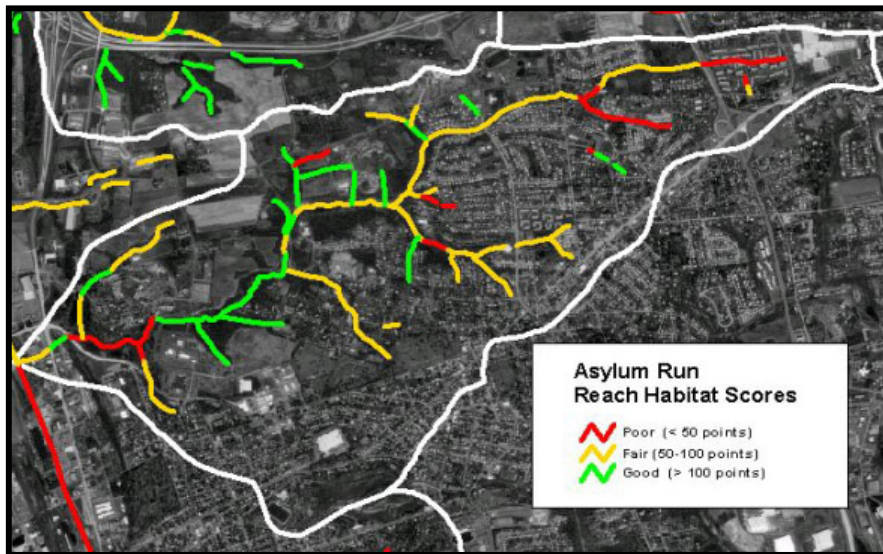 Asylum Run
Reach Habitat Scores
Poor (< 50 points)
Fair (50-100 points)
Good (> 100 points)